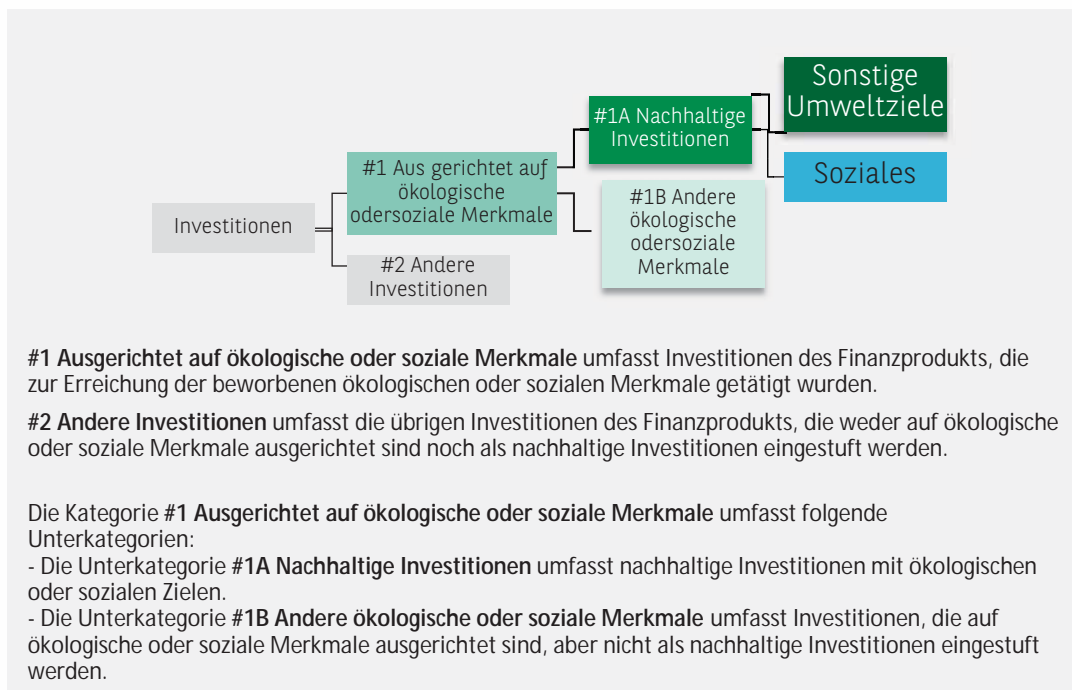 Sonstige
Umweltziele
#1A Nachhaltige
Investitionen
Soziales
#1 Aus gerichtet auf
ökologische
odersoziale Merkmale
#1B Andere
ökologische
odersoziale
Merkmale
Investitionen
#2 Andere
Investitionen
#1 Ausgerichtet auf ökologische oder soziale Merkmale umfasst Investitionen des Finanzprodukts, die
zur Erreichung der beworbenen ökologischen oder sozialen Merkmale getätigt wurden.
#2 Andere Investitionen umfasst die übrigen Investitionen des Finanzprodukts, die weder auf ökologische
oder soziale Merkmale ausgerichtet sind noch als nachhaltige Investitionen eingestuft werden.
Die Kategorie #1 Ausgerichtet auf ökologische oder soziale Merkmale umfasst folgende
Unterkategorien:
- Die Unterkategorie #1A Nachhaltige Investitionen umfasst nachhaltige Investitionen mit ökologischen
oder sozialen Zielen.
- Die Unterkategorie #1B Andere ökologische oder soziale Merkmale umfasst Investitionen, die auf
ökologische oder soziale Merkmale ausgerichtet sind, aber nicht als nachhaltige Investitionen eingestuft
werden.